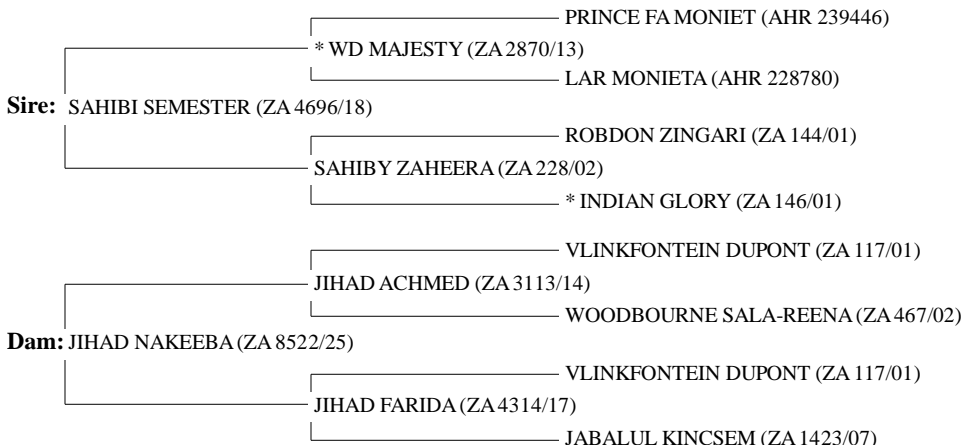 PRINCE FA MONIET (AHR 239446)
* WD MAJESTY (ZA 2870/13)
LAR MONIETA (AHR 228780)
Sire: SAHIBI SEMESTER (ZA 4696/18)
ROBDON ZINGARI (ZA 144/01)
SAHIBY ZAHEERA (ZA 228/02)
* INDIAN GLORY (ZA 146/01)
VLINKFONTEIN DUPONT (ZA 117/01)
JIHAD ACHMED (ZA 3113/14)
WOODBOURNE SALA-REENA (ZA 467/02)
Dam: JIHAD NAKEEBA (ZA 8522/25)
VLINKFONTEIN DUPONT (ZA 117/01)
JIHAD FARIDA (ZA 4314/17)
JABALUL KINCSEM (ZA 1423/07)